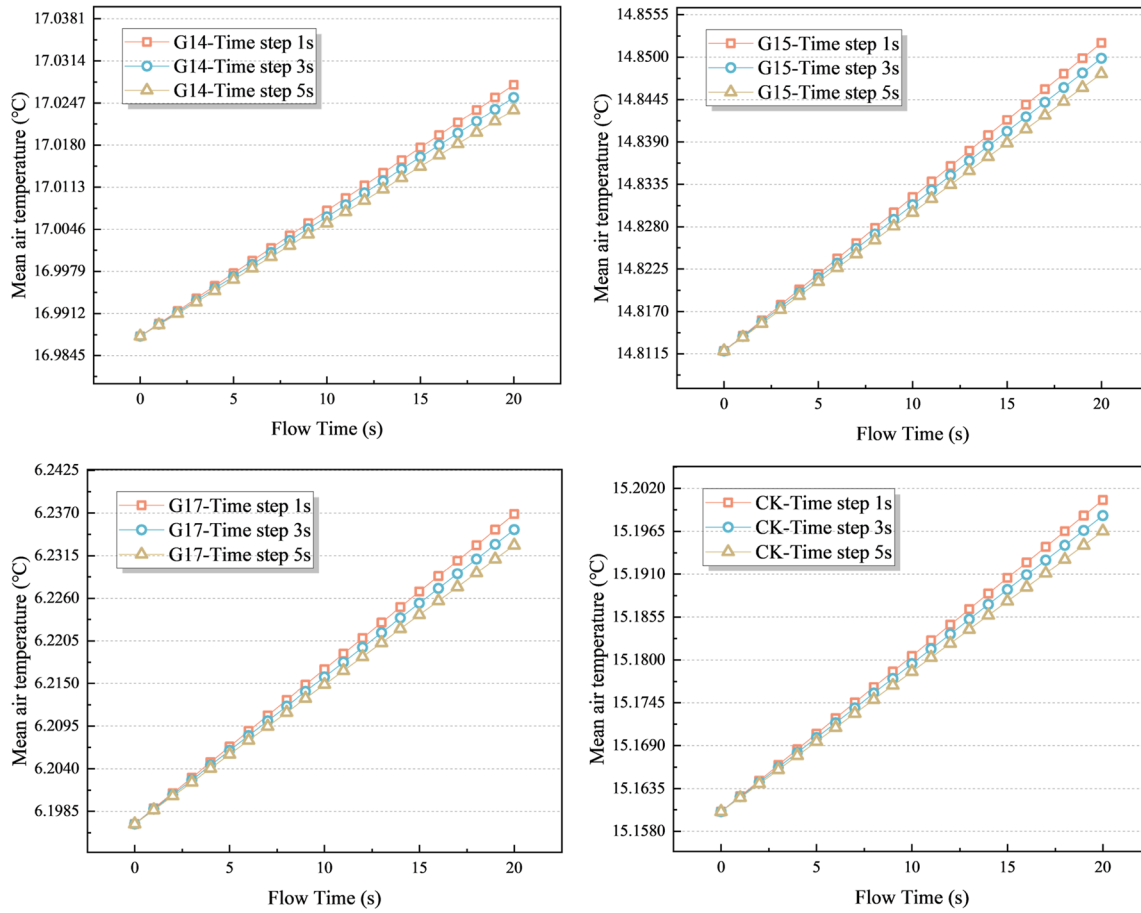 17.0381
17.0314
17.0247
17.0180
17.0113
17.0046
16.9979
16.9912
16.9845
Mean air temperature (°C)
G14-Time step 1s
G14-Time step 3s
G14-Time step 5s
0 5 10 15 20
Flow Time (s)
14.8555
14.8500
14.8445
14.8390
14.8335
14.8280
14.8225
14.8170
14.8115
Mean air temperature (°C)
G15-Time step 1s
G15-Time step 3s
G15-Time step 5s
0 5 10 15 20
Flow Time (s)
6.2425
6.2370
6.2315
6.2260
6.2205
6.2150
6.2095
6.2040
6.1985
Mean air temperature (°C)
G17-Time step 1s
G17-Time step 3s
G17-Time step 5s
0 5 10 15 20
Flow Time (s)
15.2020
15.1965
15.1910
15.1855
15.1800
15.1745
15.1690
15.1635
15.1580
Mean air temperature (°C)
CK-Time step 1s
CK-Time step 3s
CK-Time step 5s
0 5 10 15 20
Flow Time (s)